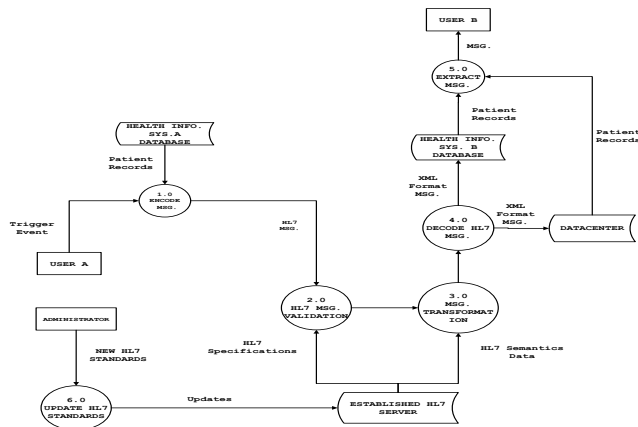 USER B
MSG.
5.0
EXTRACT
MSG.
Patient
Records
Patient
Records
HEALTH INFO.
SYS. B
DATABASE
HEALTH INFO.
SYS.A
DATABASE
Patient
Records
XML
Format
MSG.
1.0
ENCODE
MSG.
4.0
DECODE HL7
MSG.
XML
Format
MSG.
DATACENTER
Trigger
Event
HL7
MSG.
USER A
2.0
HL7 MSG.
VALIDATION
3.0
MSG.
TRANSFORMAT
ION
ADMINISTRATOR
NEW HL7
STANDARDS
HL7
Specifications
HL7 Semantics
Data
6.0
UPDATE HL7
STANDARDS
Updates
ESTABLISHED HL7
SERVER